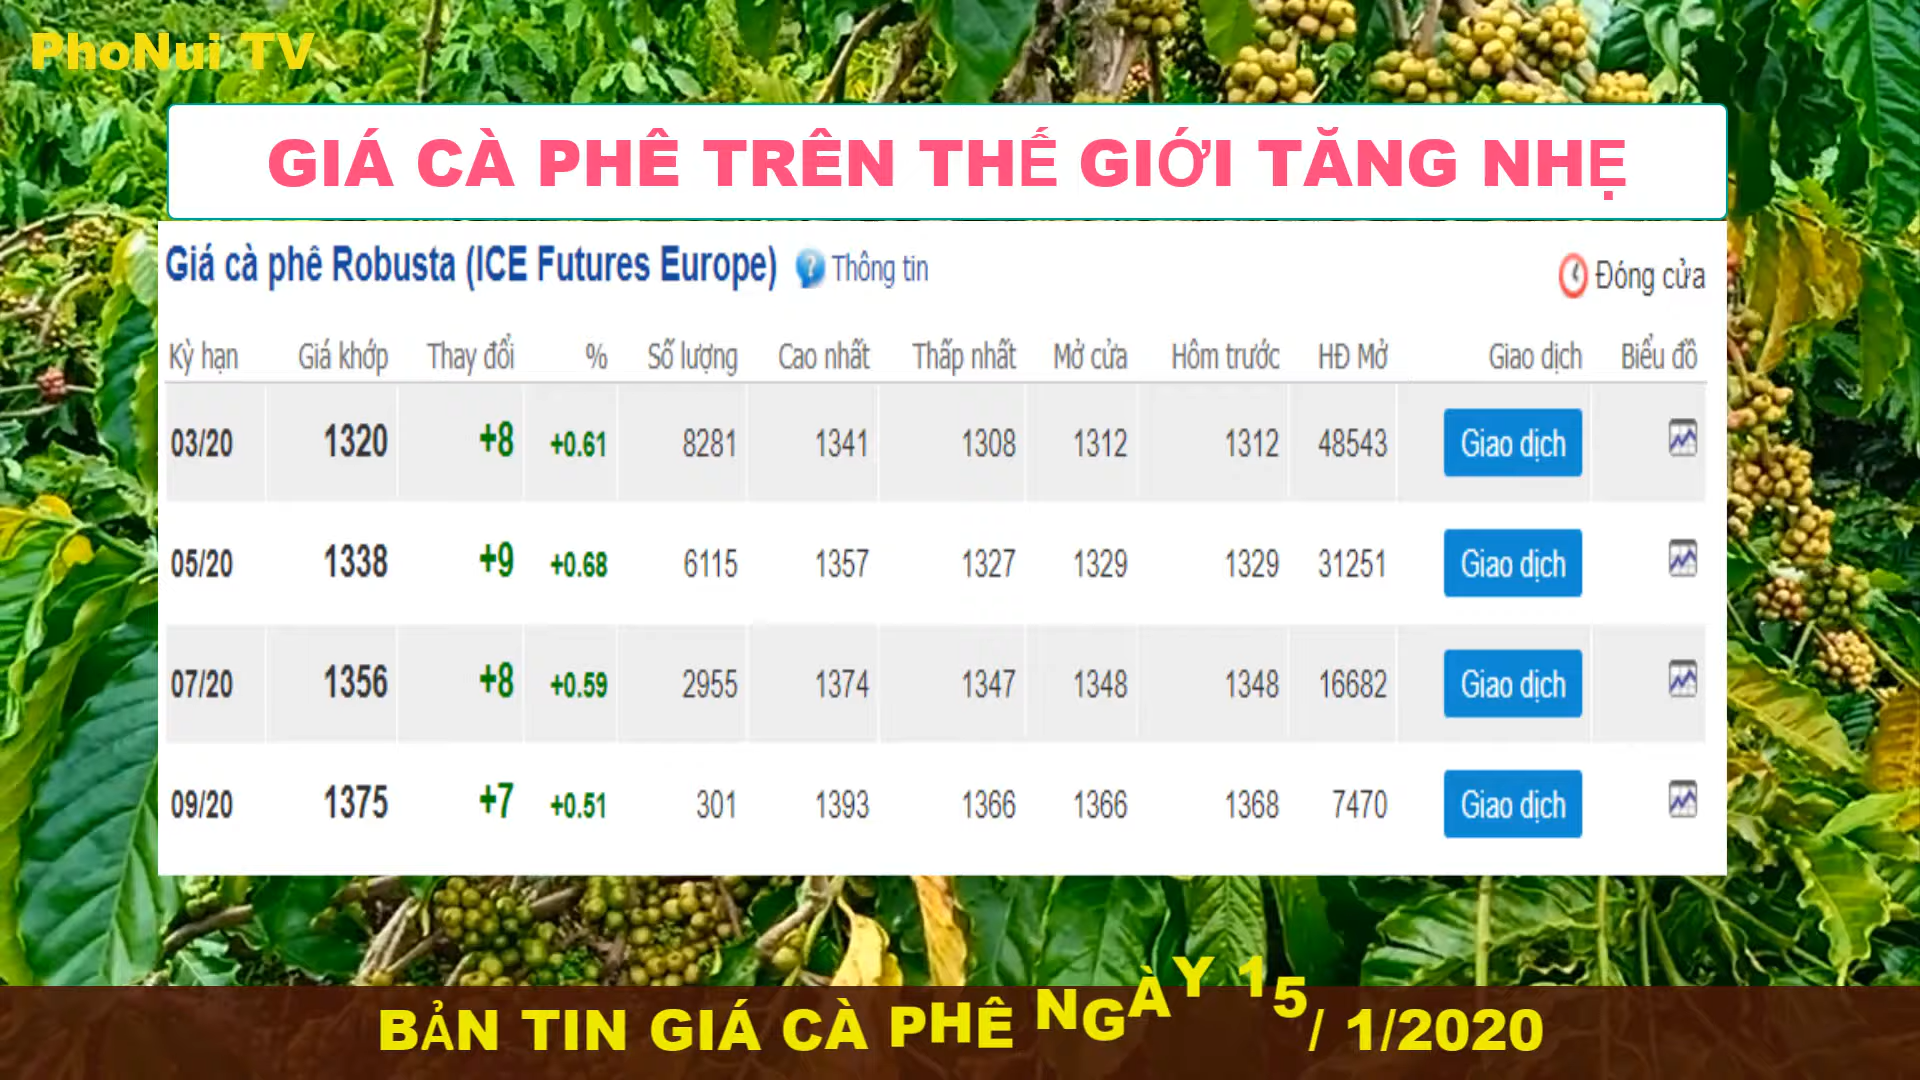 PhoNui TV
GIÁ CÀ PHÊ TRÊN THẾ GIỚI TĂNG NHẸ
Giá cà phê Robusta (ICE Futures Europe) Thông tin Đóng cửa
Kỳ hạn Giá khớp Thay đổi % Số lượng Cao nhất Thấp nhất Mở cửa Hôm trước HĐ Mở Giao dịch Biểu đồ
03/20 1320 +8 +0.61 8281 1341 1308 1312 1312 48543 Giao dịch
05/20 1338 +9 +0.68 6115 1357 1327 1329 1329 31251 Giao dịch
07/20 1356 +8 +0.59 2955 1374 1347 1348 1348 16682 Giao dịch
09/20 1375 +7 +0.51 301 1393 1366 1366 1368 7470 Giao dịch
BẢN TIN GIÁ CÀ PHÊ NGÀY 15/ 1/2020